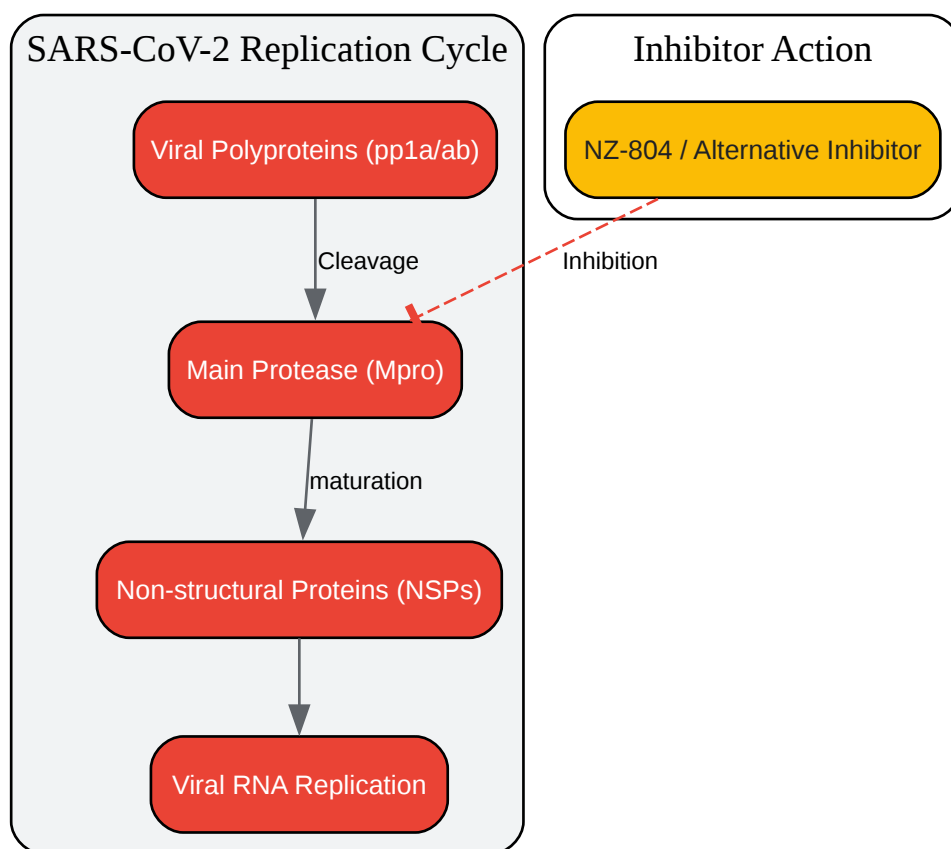 SARS-CoV-2 Replication Cycle
Inhibitor Action
Viral Polyproteins (pp1a/ab)
NZ-804 / Alternative Inhibitor
Cleavage
Inhibition
Main Protease (Mpro)
maturation
Non-structural Proteins (NSPs)
Viral RNA Replication